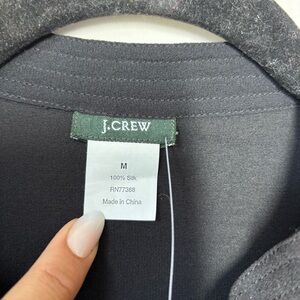 J.CREW
M
100% Silk
RN77388
Made in China